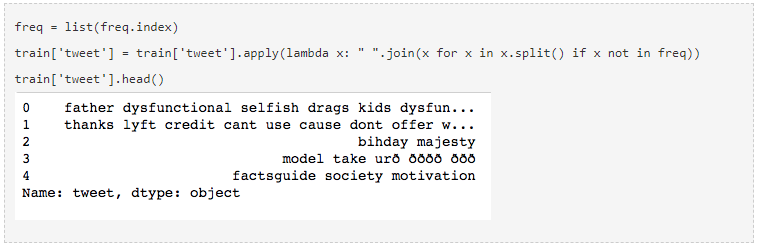 freq = list(freq.index)
train['tweet'] = train['tweet'].apply(lambda x: " ".join(x for x in x.split() if x not in freq))
train['tweet'].head()
0    father dysfunctional selfish drags kids dysfun...
1    thanks lyft credit cant use cause dont offer w...
2    bihday majesty
3    model take urð ðððð ððð
4    factsguide society motivation
Name: tweet, dtype: object